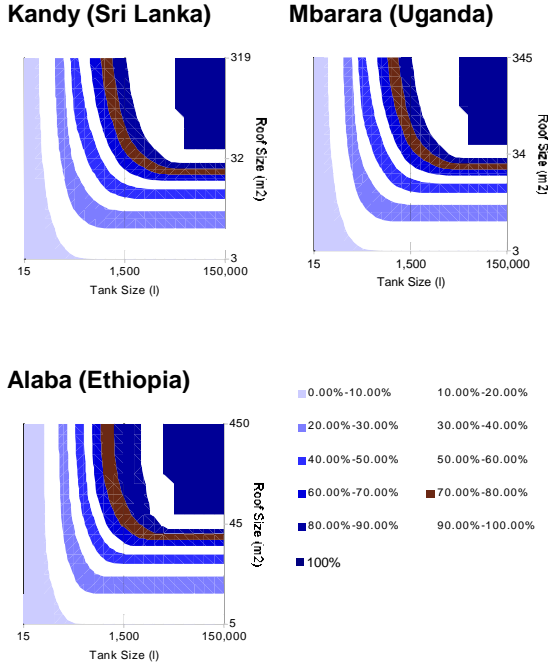 Kandy (Sri Lanka)
319
32
3
Roof Size (m2)
15 1,500 150,000
Tank Size (l)
Mbarara (Uganda)
345
34
3
Roof Size (m2)
15 1,500 150,000
Tank Size (l)
Alaba (Ethiopia)
450
45
5
Roof Size (m2)
15 1,500 150,000
Tank Size (l)
0.00%-10.00% 10.00%-20.00%
20.00%-30.00% 30.00%-40.00%
40.00%-50.00% 50.00%-60.00%
60.00%-70.00% 70.00%-80.00%
80.00%-90.00% 90.00%-100.00%
100%